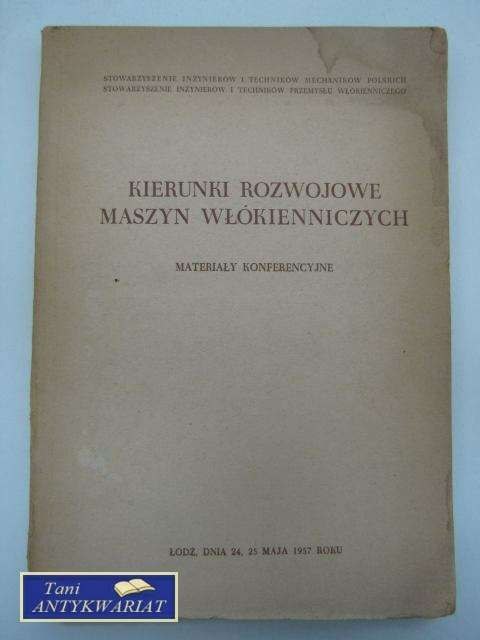 STOWARZYSZENIE INŻYNIERÓW I TECHNIKÓW MECHANIKÓW POLSKICH
STOWARZYSZENIE INŻYNIERÓW I TECHNIKÓW PRZEMYSŁU WŁÓKIENNICZEGO
KIERUNKI ROZWOJOWE
MASZYN WŁÓKIENNICZYCH
MATERIAŁY KONFERENCYJNE
ŁÓDŹ, DNIA 24, 25 MAJA 1957 ROKU
Tani
ANTYKWARIAT